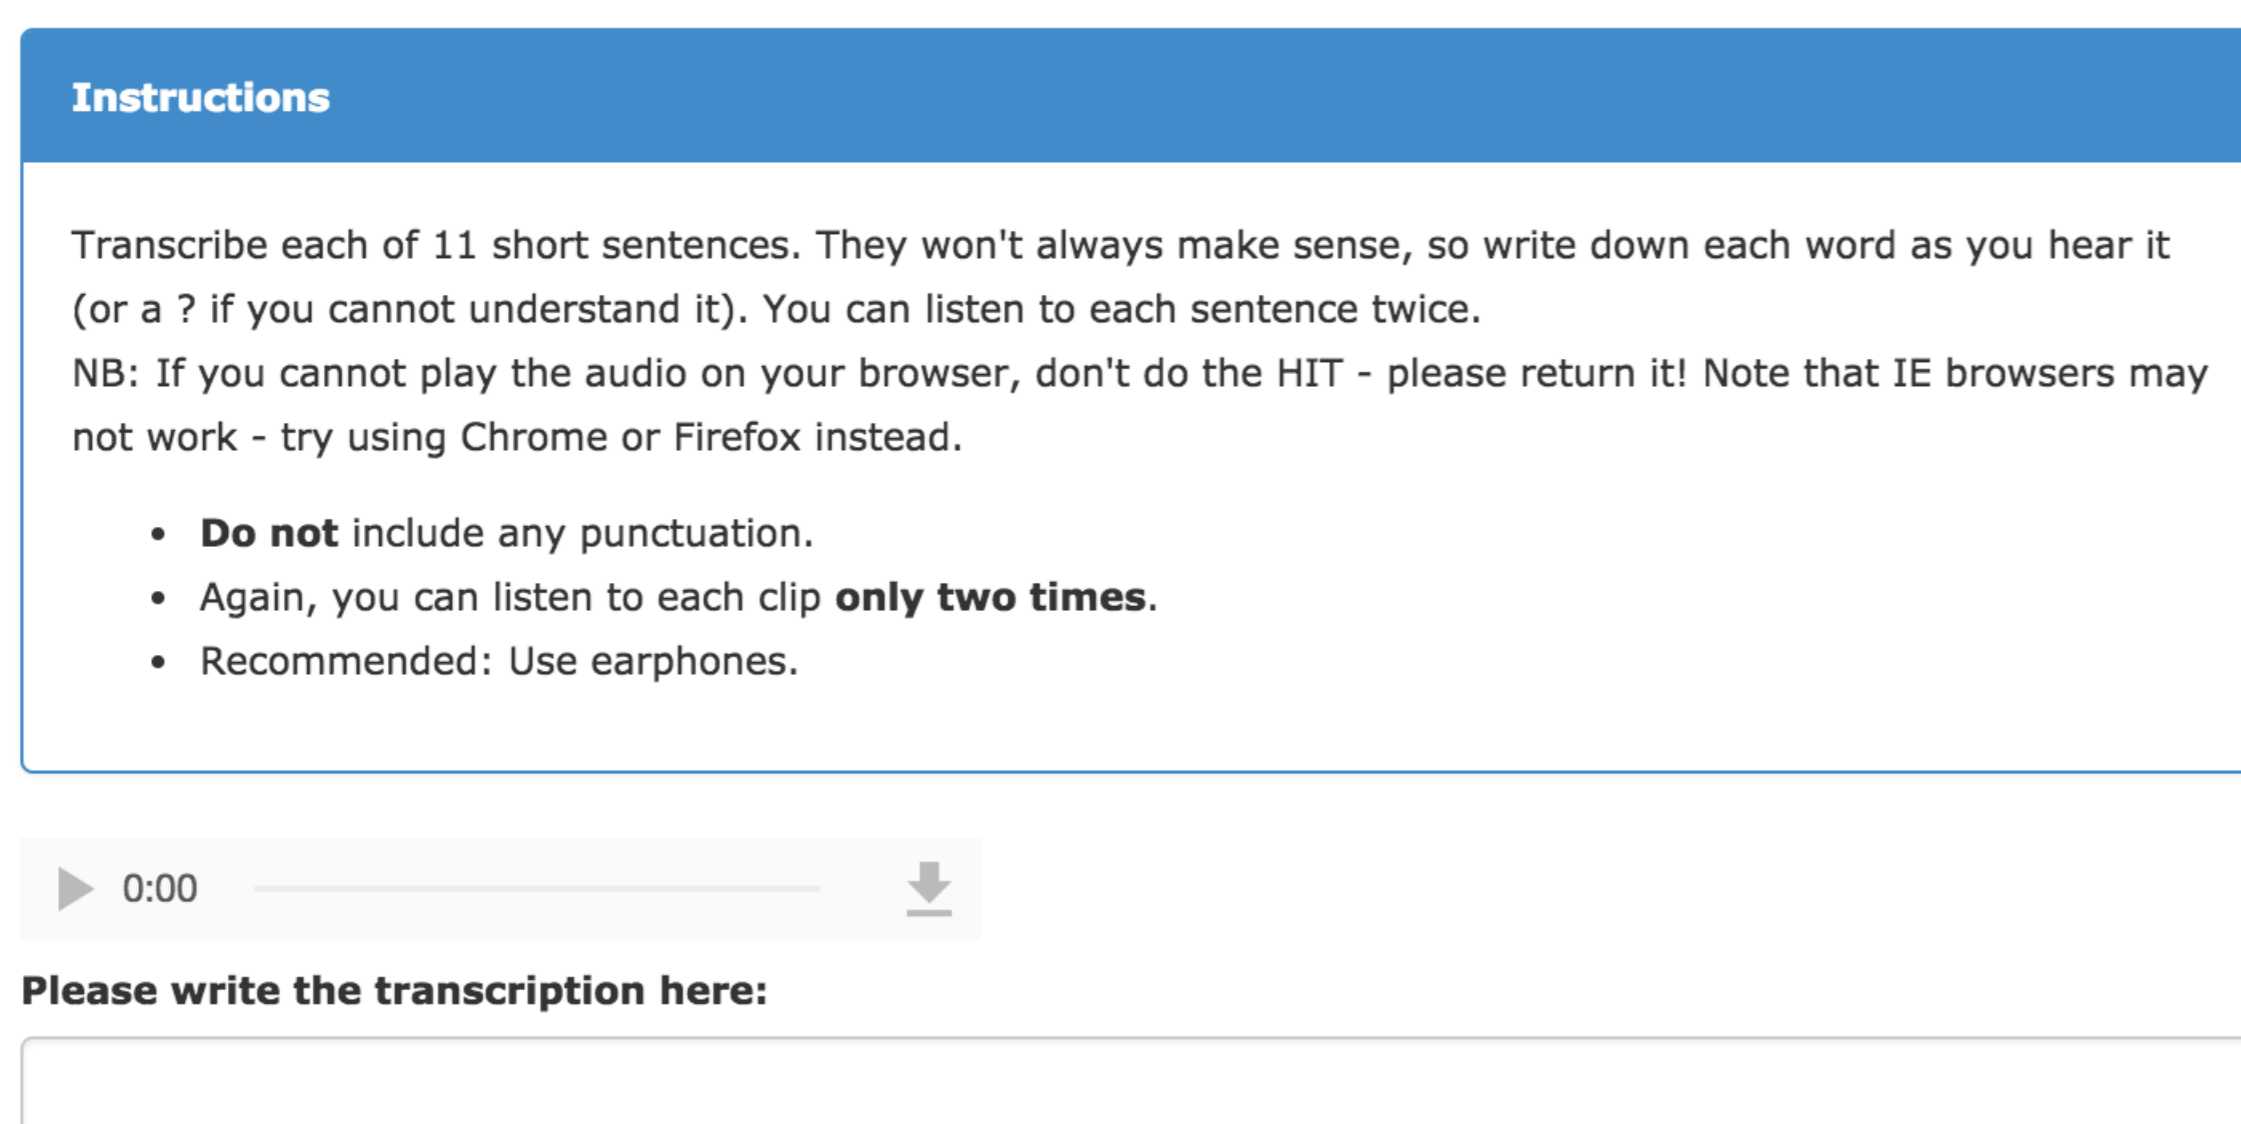 Instructions
Transcribe each of 11 short sentences. They won't always make sense, so write down each word as you hear it
(or a ? if you cannot understand it). You can listen to each sentence twice.
NB: If you cannot play the audio on your browser, don't do the HIT - please return it! Note that IE browsers may
not work - try using Chrome or Firefox instead.
• Do not include any punctuation.
• Again, you can listen to each clip only two times.
• Recommended: Use earphones.
0:00
Please write the transcription here: